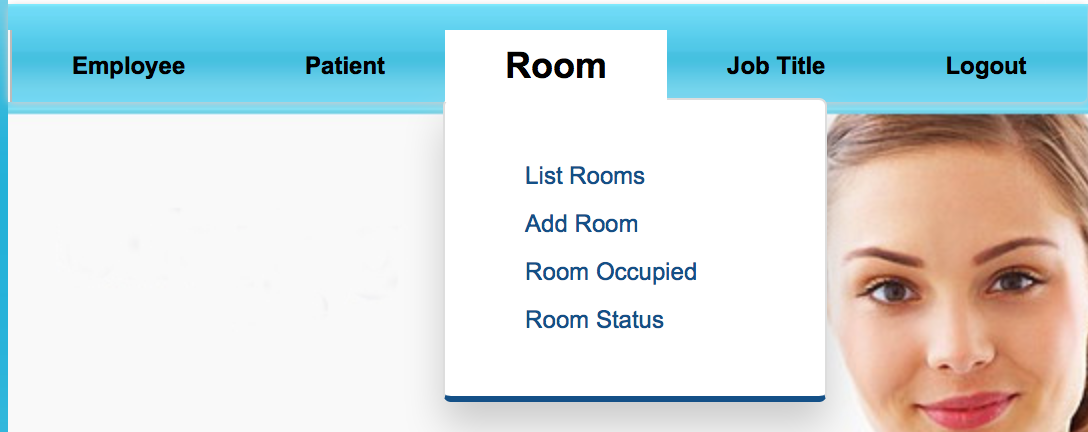 Employee Patient Room Job Title Logout
List Rooms
Add Room
Room Occupied
Room Status